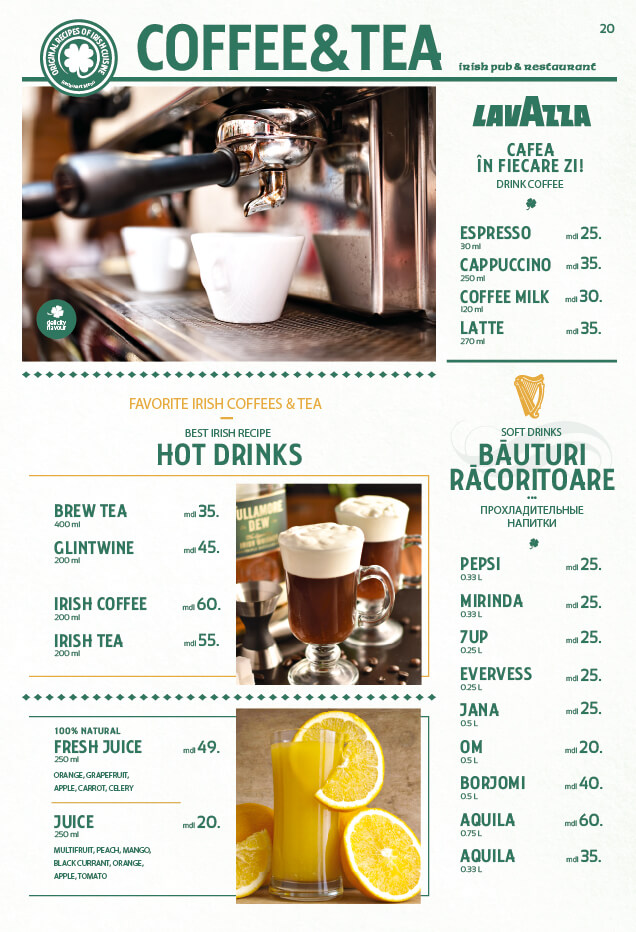 20
ORIGINAL RECIPES OF IRISH CUISINE
COFFEE&TEA
irish pub & restaurant
LAVAZZA
CAFEA
ÎN FIECARE ZI!
DRINK COFFEE
ESPRESSO mdl 25.
30 ml
CAPPUCCINO mdl 35.
250 ml
COFFEE MILK mdl 30.
120 ml
LATTE mdl 35.
270 ml
flavour
FAVORITE IRISH COFFEES & TEA
BEST IRISH RECIPE
HOT DRINKS
BREW TEA mdl 35.
400 ml
GLINTWINE mdl 45.
200 ml
IRISH COFFEE mdl 60.
200 ml
IRISH TEA mdl 55.
200 ml
ULLAMORE
DEW
IRISH WHISKEY
100% NATURAL
FRESH JUICE mdl 49.
250 ml
ORANGE, GRAPEFRUIT,
APPLE, CARROT, CELERY
JUICE mdl 20.
250 ml
MULTIFRUIT, PEACH, MANGO,
BLACK CURRANT, ORANGE,
APPLE, TOMATO
SOFT DRINKS
BĂUTURI
RĂCORITOARE
ПРОХЛАДИТЕЛЬНЫЕ
НАПИТКИ
PEPSI mdl 25.
0.33 L
MIRINDA mdl 25.
0.33 L
7UP mdl 25.
0.25 L
EVERVESS mdl 25.
0.25 L
JANA mdl 25.
0.5 L
OM mdl 20.
0.5 L
BORJOMI mdl 40.
0.5 L
AQUILA mdl 60.
0.75 L
AQUILA mdl 35.
0.33 L